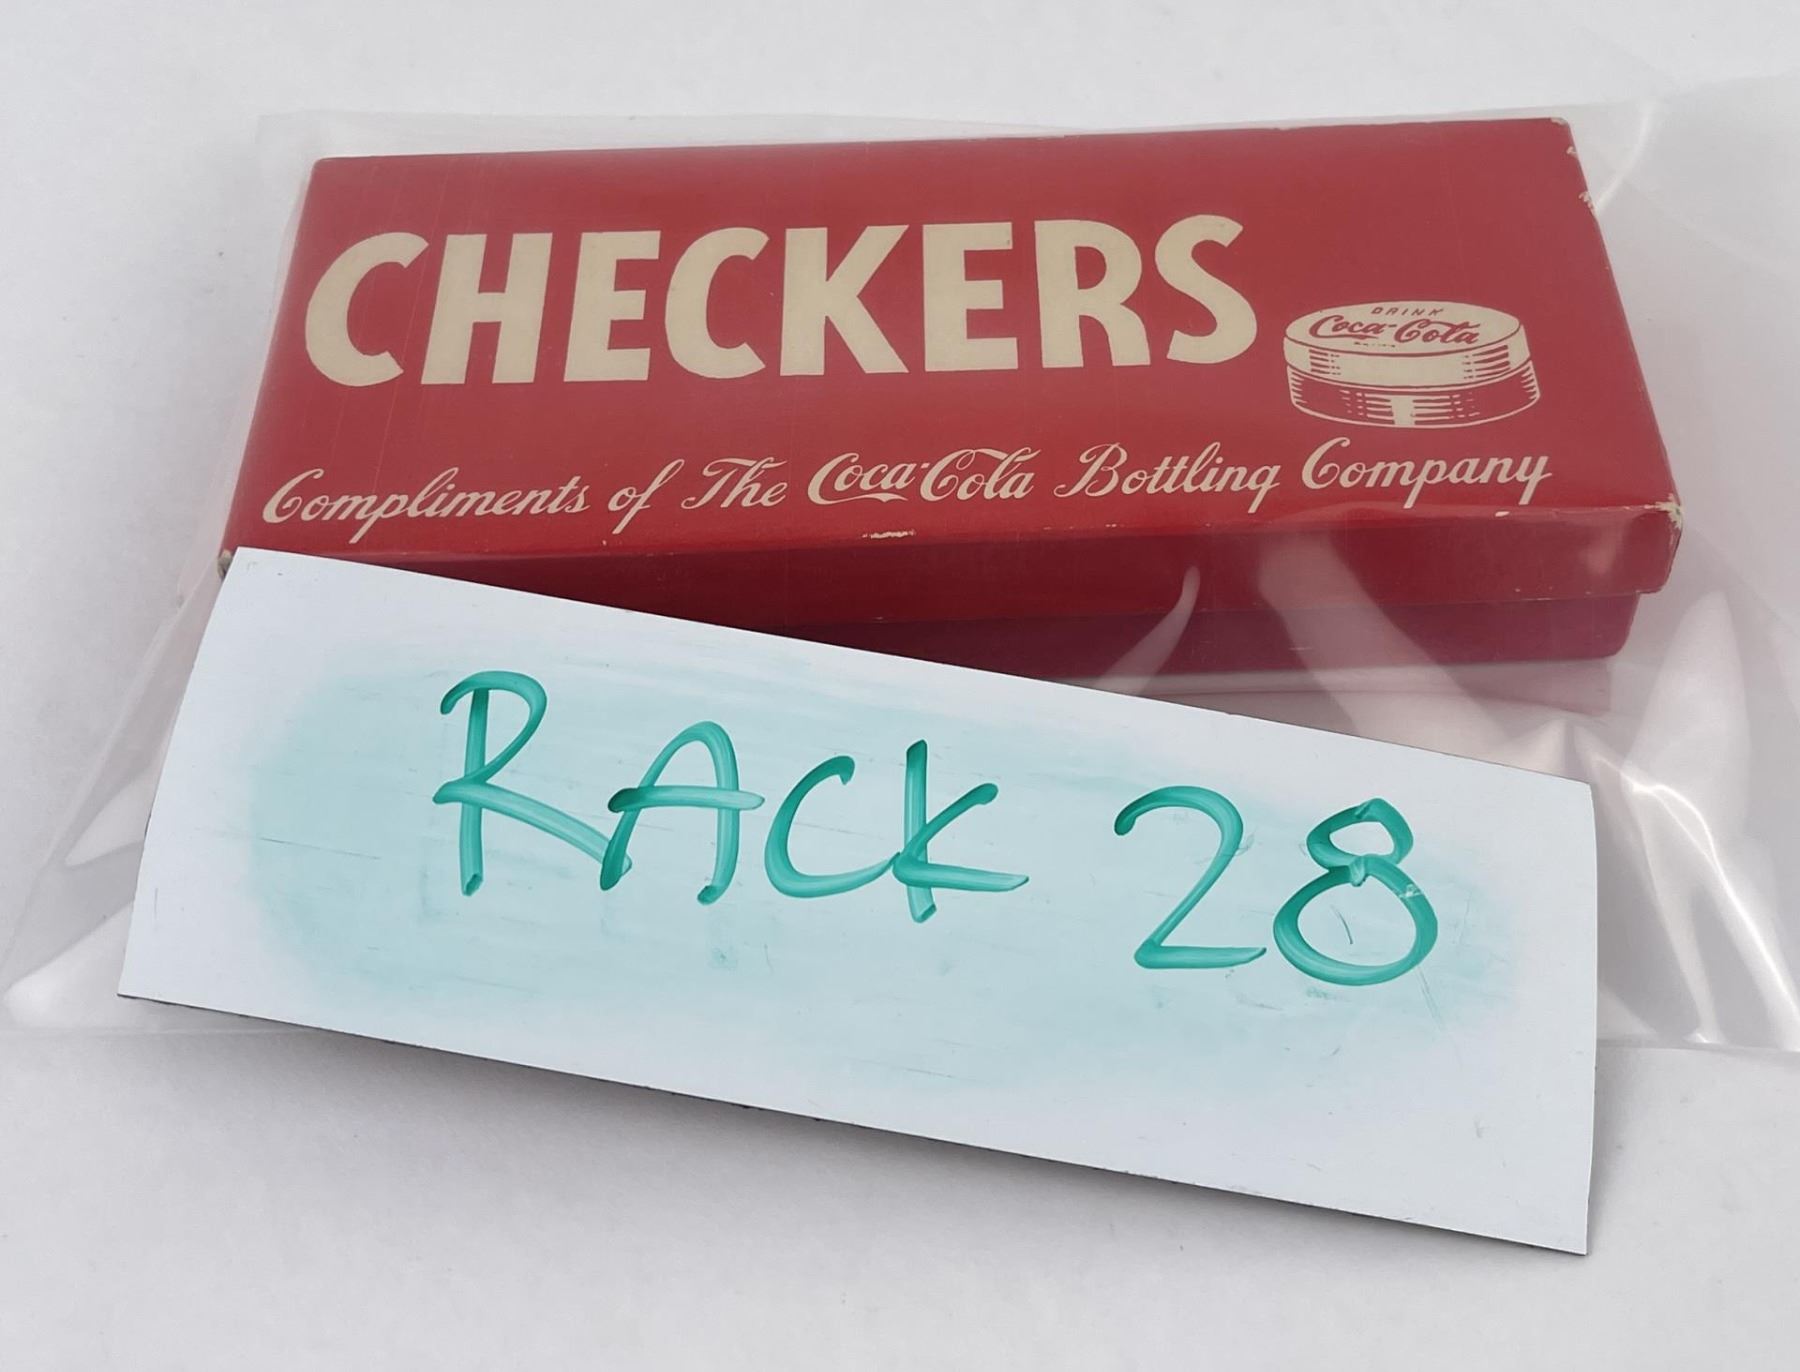 CHECKERS
DRINK
Coca-Cola
Compliments of The Coca-Cola Bottling Company
RACK 28